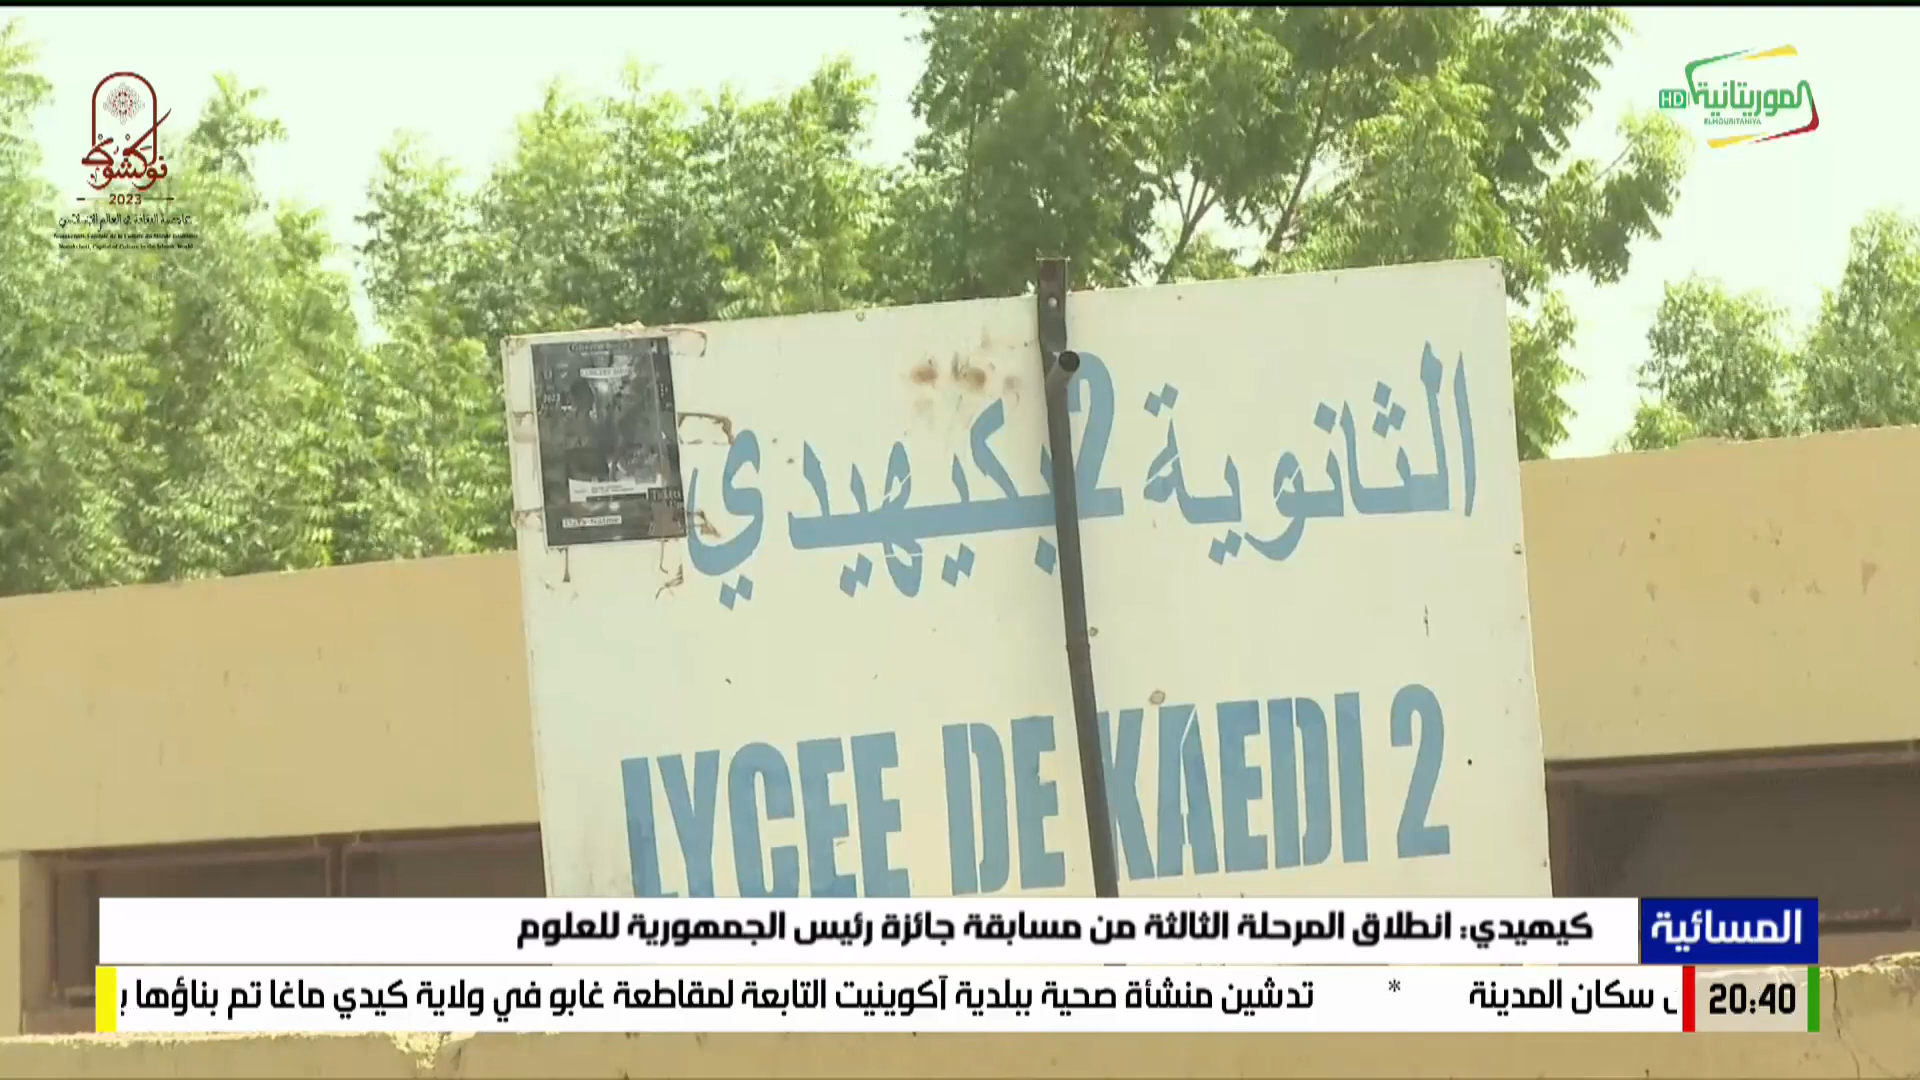 نواكشوط
2023
الموريتانية
HD
ELMOURITANIYA
الثانوية 2 بكيهيدي
LYCEE DE KAEDI 2
المسائية
كيهيدي: انطلاق المرحلة الثالثة من مسابقة جائزة رئيس الجمهورية للعلوم
20:40
سكان المدينة * تدشين منشأة صحية ببلدية آكوينيت التابعة لمقاطعة غابو في ولاية كيدي ماغا تم بناؤها